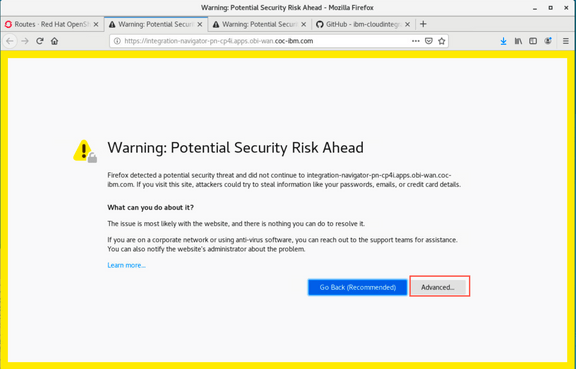 Warning: Potential Security Risk Ahead - Mozilla Firefox
Routes · Red Hat OpenSh
Warning: Potential Secur
Warning: Potential Secur
GitHub - ibm-cloudintegr
https://integration-navigator-pn-cp4i.apps.obi-wan.coc-ibm.com
Warning: Potential Security Risk Ahead
Firefox detected a potential security threat and did not continue to integration-navigator-pn-cp4i.apps.obi-wan.coc-
ibm.com. If you visit this site, attackers could try to steal information like your passwords, emails, or credit card details.
What can you do about it?
The issue is most likely with the website, and there is nothing you can do to resolve it.
If you are on a corporate network or using anti-virus software, you can reach out to the support teams for assistance.
You can also notify the website's administrator about the problem.
Learn more...
Go Back (Recommended)
Advanced...